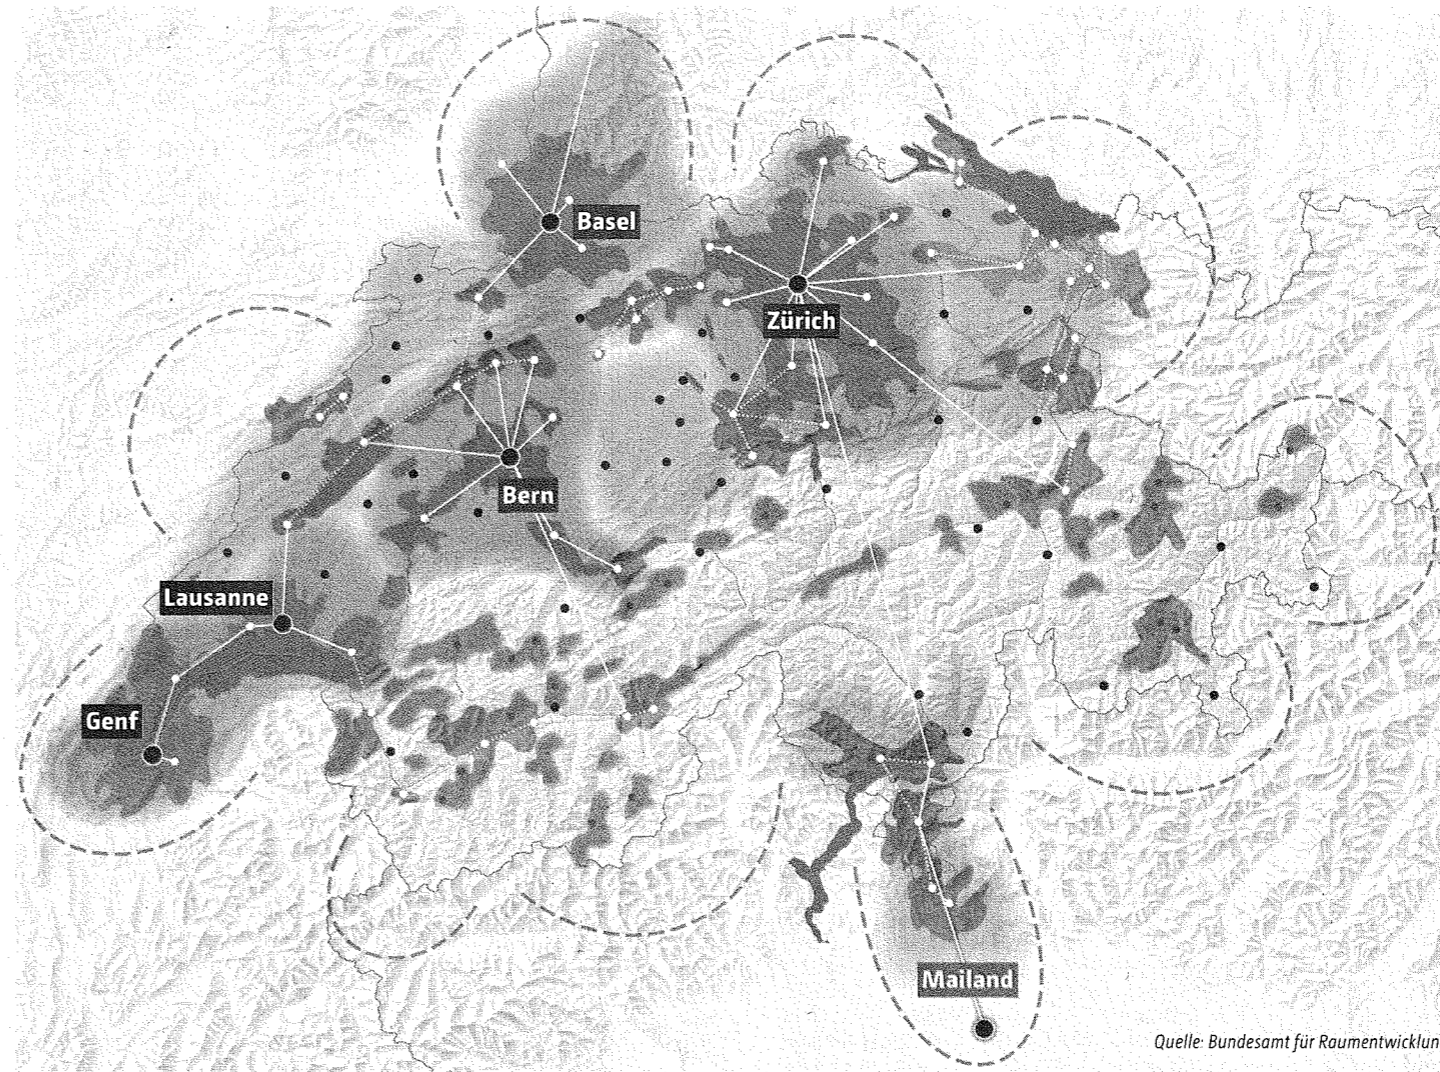 Basel
Zürich
Bern
Lausanne
Genf
Mailand
Quelle: Bundesamt für Raumentwicklun